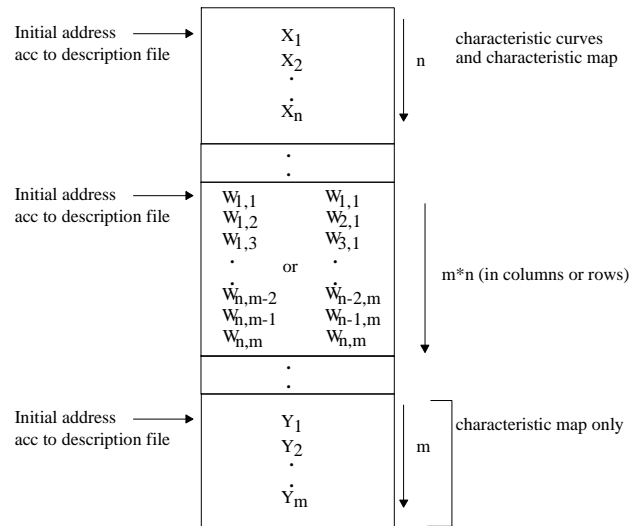 Initial address
acc to description file
X1
X2
.
.
Xn
n
characteristic curves
and characteristic map
.
.
Initial address
acc to description file
W1,1 W1,1
W1,2 W2,1
W1,3 W3,1
. or .
. .
Wn,m-2 Wn-2,m
Wn,m-1 Wn-1,m
Wn,m Wn,m
m*n (in columns or rows)
.
.
Initial address
acc to description file
Y1
Y2
.
.
Ym
m
characteristic map only